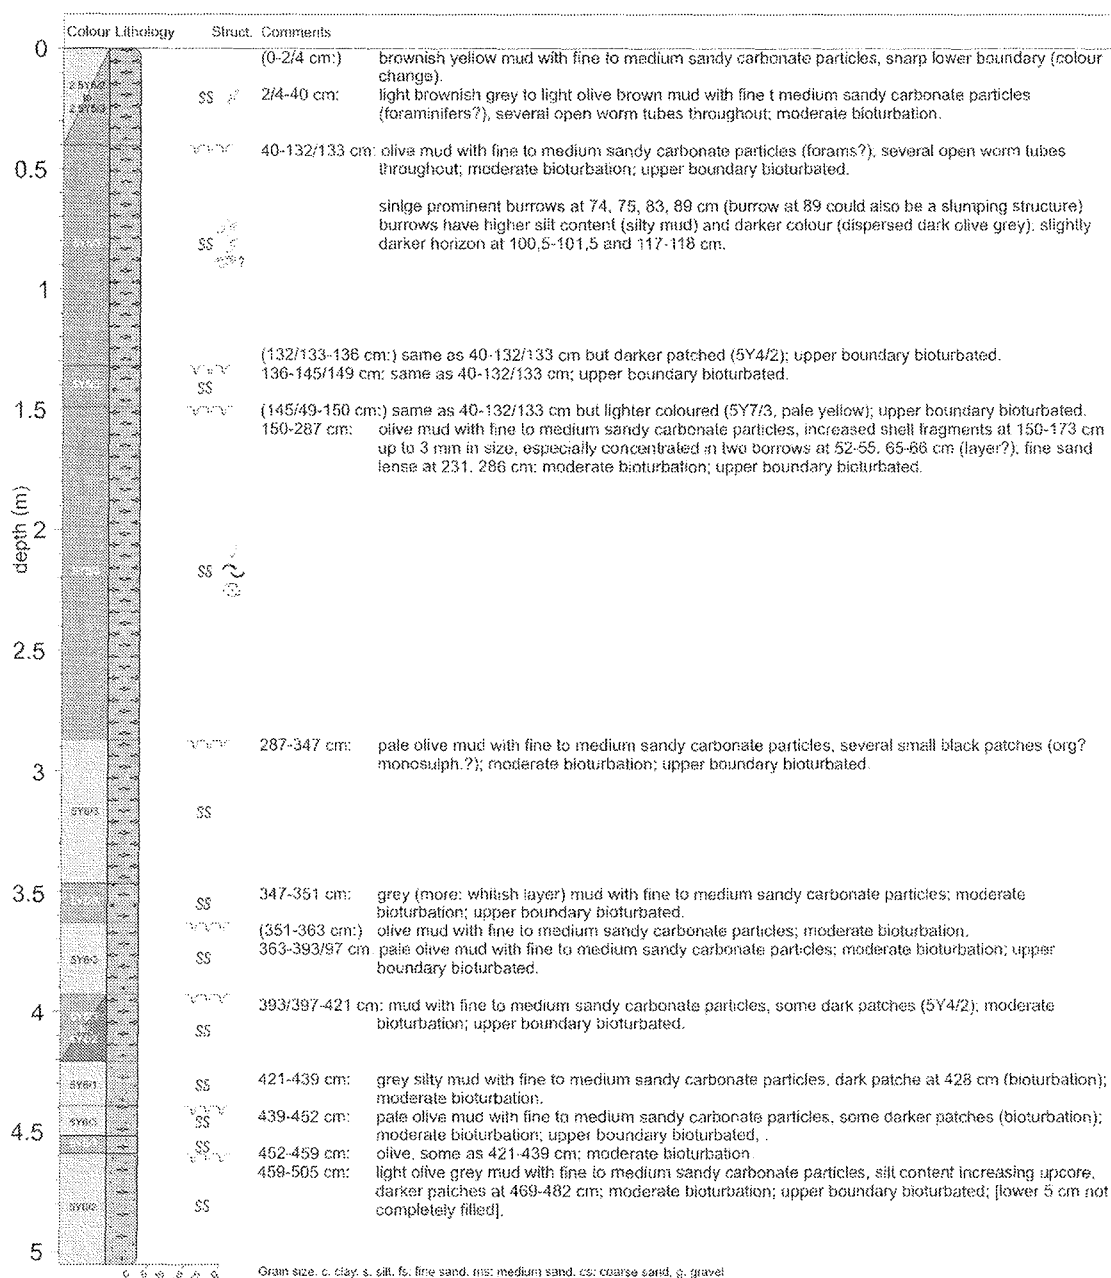 Colour Lithology Struct. Comments
0
(0-2/4 cm:) brownish yellow mud with fine to medium sandy carbonate particles, sharp lower boundary (colour
change).
SS 2/4-40 cm: light brownish grey to light olive brown mud with fine t medium sandy carbonate particles
(foraminifers?), several open worm tubes throughout; moderate bioturbation.
40-132/133 cm: olive mud with fine to medium sandy carbonate particles (forams?), several open worm tubes
0.5
throughout; moderate bioturbation; upper boundary bioturbated.
sinlge prominent burrows at 74, 75, 83, 89 cm (burrow at 89 could also be a slumping structure)
burrows have higher silt content (silty mud) and darker colour (dispersed dark olive grey); slightly
SS ? darker horizon at 100,5-101,5 and 117-118 cm.
1
(132/133-136 cm:) same as 40-132/133 cm but darker patched (5Y4/2); upper boundary bioturbated.
136-145/149 cm: same as 40-132/133 cm; upper boundary bioturbated.
SS
1.5
(145/49-150 cm:) same as 40-132/133 cm but lighter coloured (5Y7/3, pale yellow); upper boundary bioturbated.
150-287 cm: olive mud with fine to medium sandy carbonate particles, increased shell fragments at 150-173 cm
up to 3 mm in size, especially concentrated in two borrows at 52-55, 65-66 cm (layer?), fine sand
lense at 231, 286 cm; moderate bioturbation; upper boundary bioturbated.
depth (m)
2
SS
2.5
287-347 cm: pale olive mud with fine to medium sandy carbonate particles, several small black patches (org?
monosulph.?); moderate bioturbation; upper boundary bioturbated.
3
5Y6/3 SS
3.5
347-351 cm: grey (more: whitish layer) mud with fine to medium sandy carbonate particles; moderate
SS bioturbation; upper boundary bioturbated.
(351-363 cm:) olive mud with fine to medium sandy carbonate particles; moderate bioturbation.
5Y6/3 SS 363-393/97 cm. pale olive mud with fine to medium sandy carbonate particles; moderate bioturbation; upper
boundary bioturbated.
4
393/397-421 cm: mud with fine to medium sandy carbonate particles, some dark patches (5Y4/2); moderate
SS bioturbation; upper boundary bioturbated.
5Y6/1 SS 421-439 cm: grey silty mud with fine to medium sandy carbonate particles, dark patche at 428 cm (bioturbation);
moderate bioturbation.
5Y6/3 SS 439-452 cm: pale olive mud with fine to medium sandy carbonate particles, some darker patches (bioturbation);
4.5
moderate bioturbation; upper boundary bioturbated, .
SS 452-459 cm: olive, some as 421-439 cm; moderate bioturbation
459-505 cm: light olive grey mud with fine to medium sandy carbonate particles, silt content increasing upcore,
darker patches at 469-482 cm; moderate bioturbation; upper boundary bioturbated; [lower 5 cm not
5Y6/2 SS completely filled].
5
Grain size. c. clay, s. silt, fs: fine sand, ms: medium sand, cs: coarse sand, g. gravel